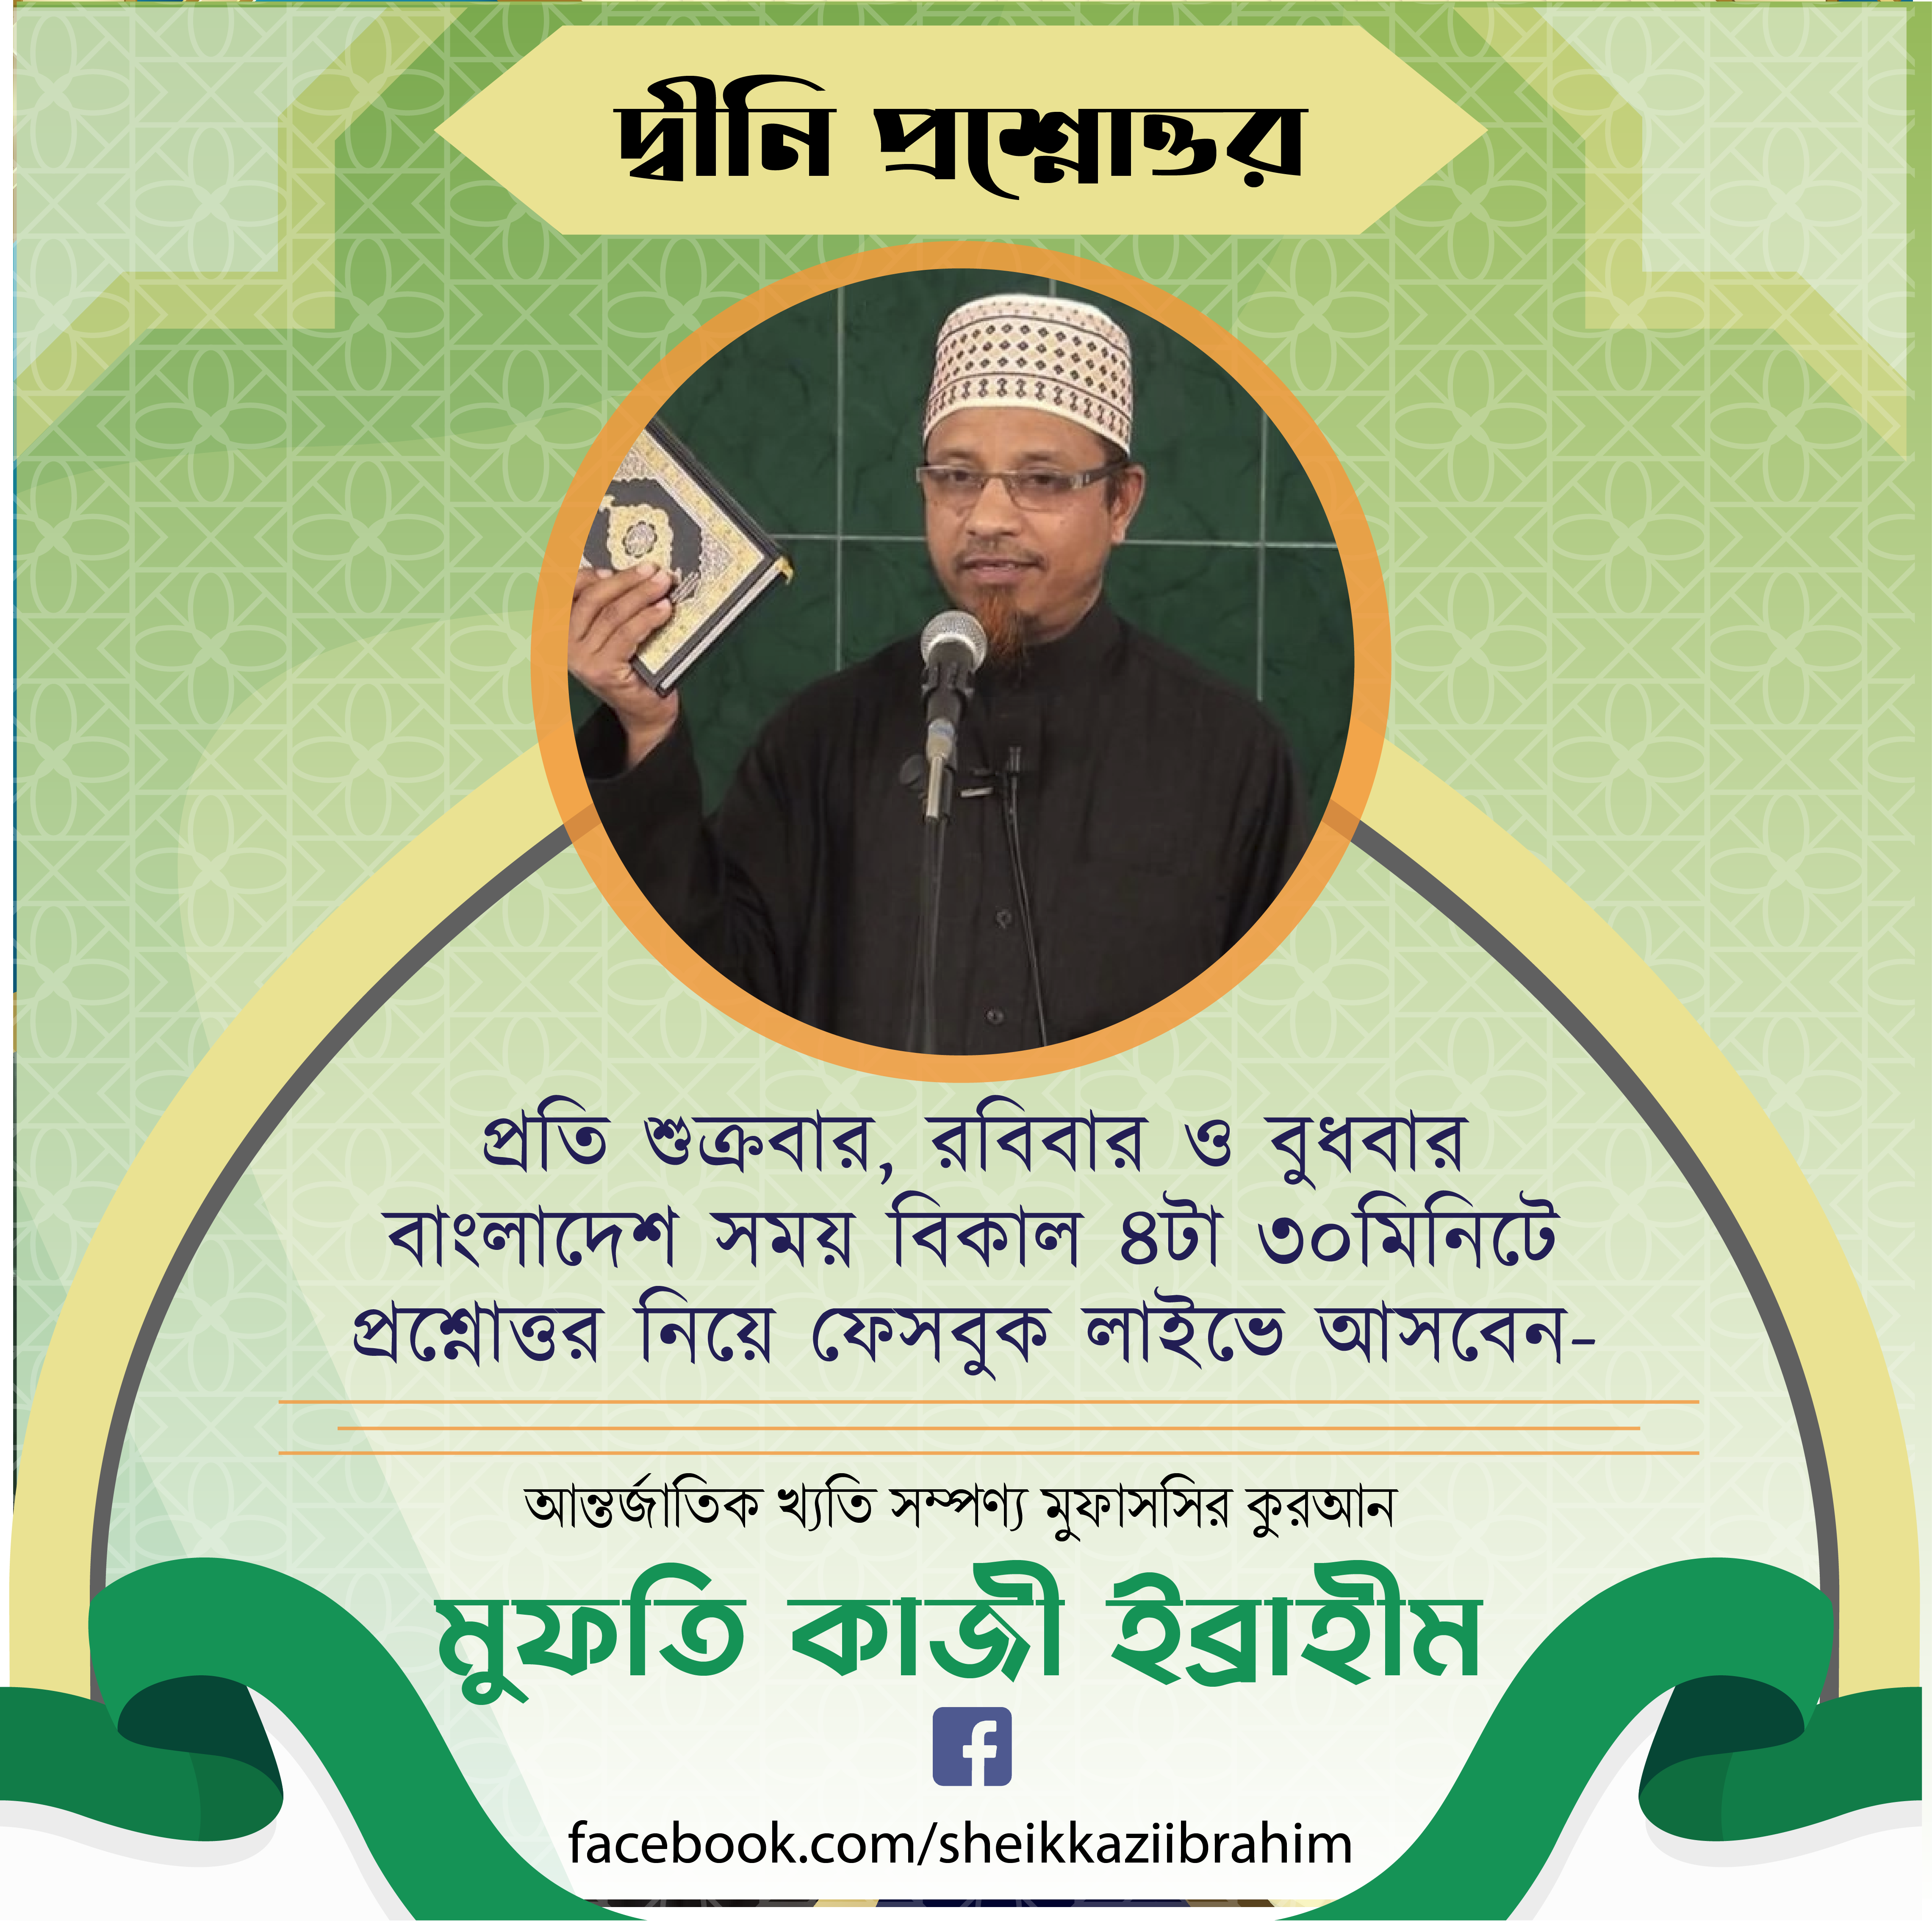 দ্বীনি প্রশ্নোত্তর
প্রতি শুক্রবার, রবিবার ও বুধবার
বাংলাদেশ সময় বিকাল ৪টা ৩০মিনিটে
প্রশ্নোত্তর নিয়ে ফেসবুক লাইভে আসবেন-
আন্তর্জাতিক খ্যতি সম্পণ্য মুফাসসির কুরআন
মুফতি কাজী ইব্রাহীম
f
facebook.com/sheikkaziibrahim